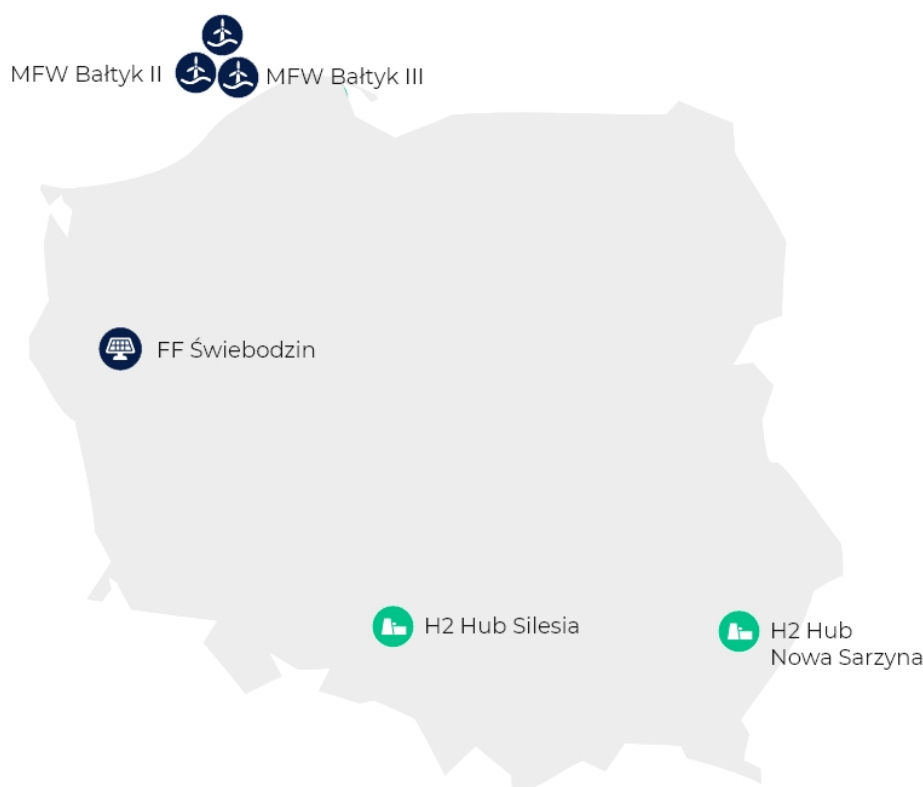 MFW Bałtyk II
MFW Bałtyk III
FF Świebodzin
H2 Hub Silesia
H2 Hub
Nowa Sarzyna